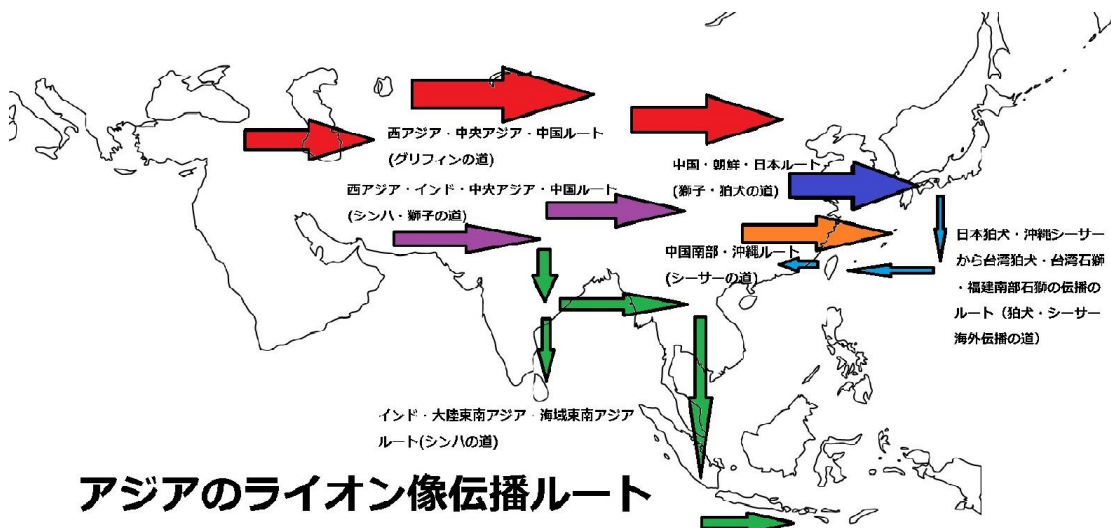 西アジア・中央アジア・中国ルート
(グリフィンの道)
中国・朝鮮・日本ルート
(獅子・狛犬の道)
西アジア・インド・中央アジア・中国ルート
(シンハ・獅子の道)
中国南部・沖縄ルート
(シーサーの道)
日本狛犬・沖縄シーサー
から台湾狛犬・台湾石獅
・福建南部石獅の伝播の
ルート（狛犬・シーサー
海外伝播の道）
インド・大陸東南アジア・海域東南アジア
ルート(シンハの道)
アジアのライオン像伝播ルート